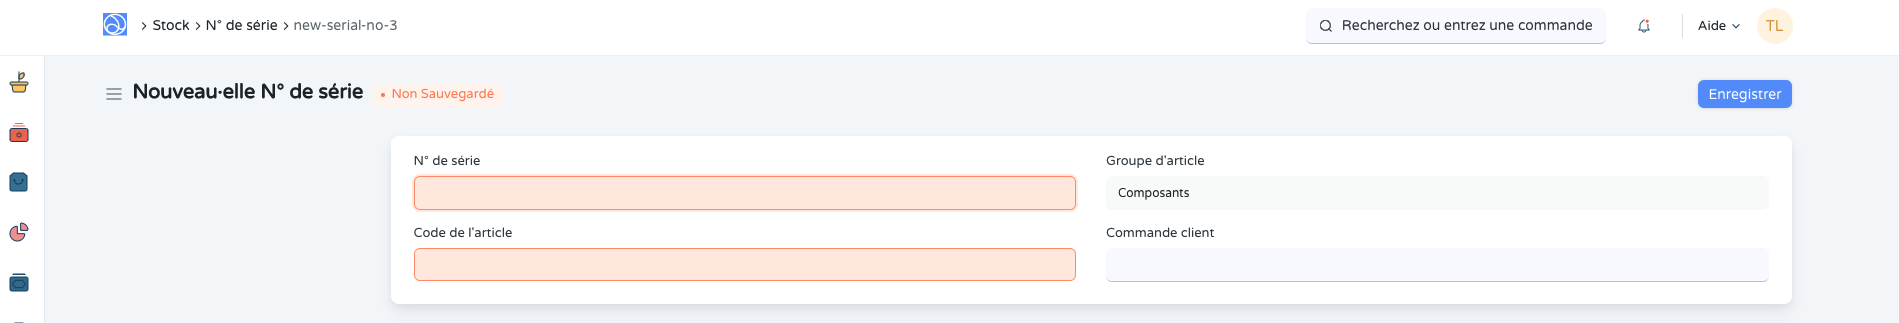 Stock N° de série new-serial-no-3
Recherchez ou entrez une commande
Aide
TL
Nouveau·elle N° de série
Non Sauvegardé
Enregistrer
N° de série
Groupe d'article
Composants
Code de l'article
Commande client